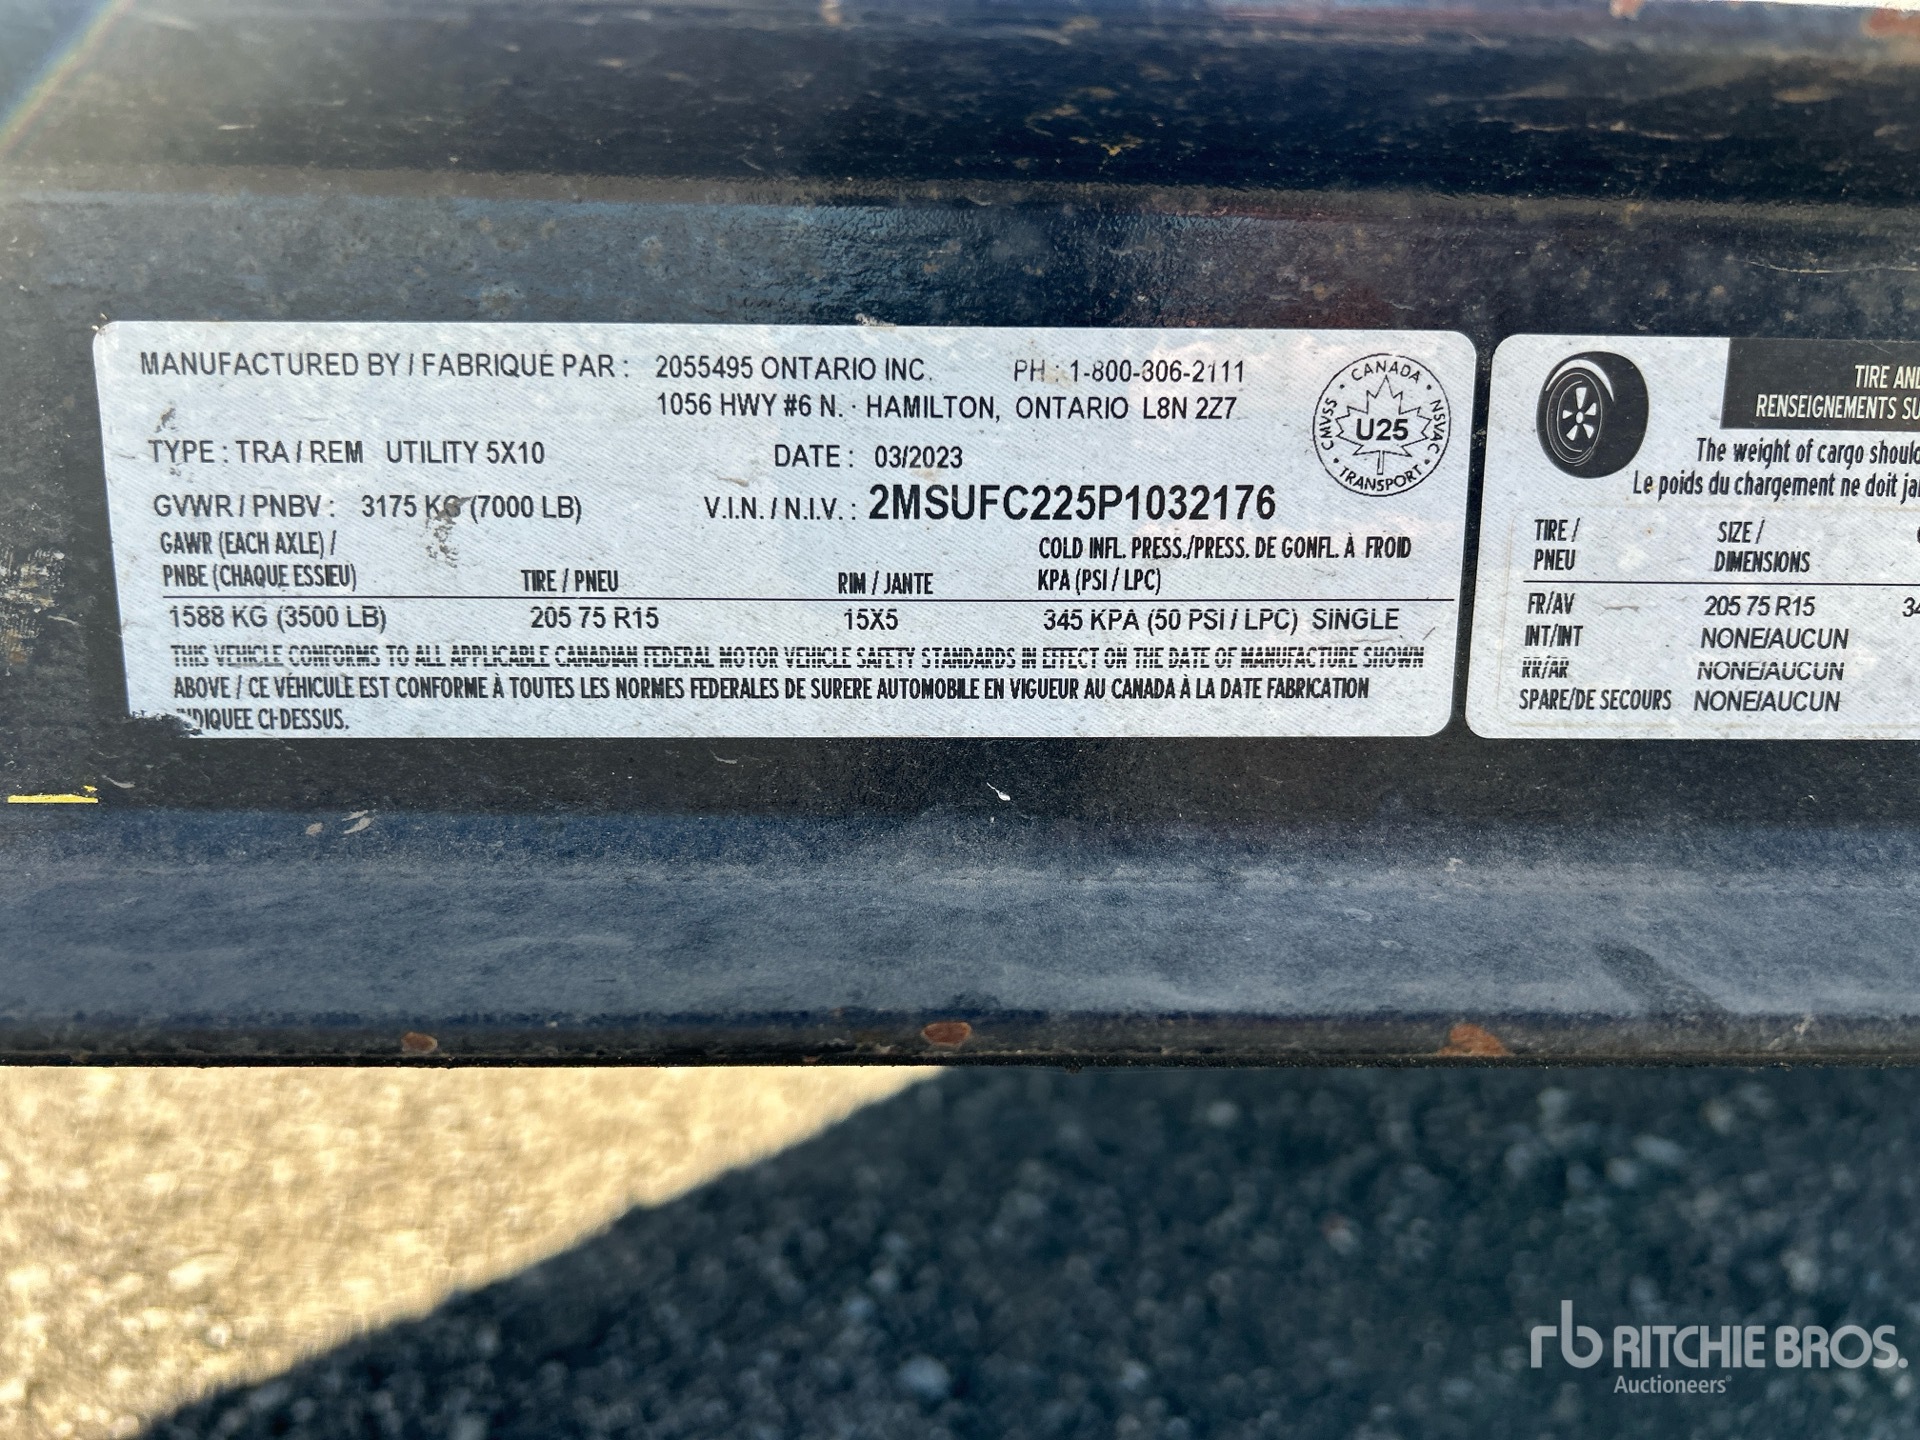 MANUFACTURED BY / FABRIQUÉ PAR : 2055495 ONTARIO INC. PH : 1-800-306-2111
1056 HWY #6 N. · HAMILTON, ONTARIO L8N 2Z7
TYPE : TRA / REM UTILITY 5X10 DATE : 03/2023
GVWR / PNBV : 3175 KG (7000 LB) V.I.N. / N.I.V. : 2MSUFC225P1032176
GAWR (EACH AXLE) / COLD INFL. PRESS./PRESS. DE GONFL. À FROID
PNBE (CHAQUE ESSIEU) TIRE / PNEU RIM / JANTE KPA (PSI / LPC)
1588 KG (3500 LB) 205 75 R15 15X5 345 KPA (50 PSI / LPC) SINGLE
THIS VEHICLE CONFORMS TO ALL APPLICABLE CANADIAN FEDERAL MOTOR VEHICLE SAFETY STANDARDS IN EFFECT ON THE DATE OF MANUFACTURE SHOWN
ABOVE / CE VÉHICULE EST CONFORME À TOUTES LES NORMES FEDERALES DE SURERE AUTOMOBILE EN VIGUEUR AU CANADA À LA DATE FABRICATION
INDIQUEE CI-DESSUS.
· CANADA ·
CMVSS U25 NSVAC
· TRANSPORT ·
TIRE AND
RENSEIGNEMENTS SU
The weight of cargo should
Le poids du chargement ne doit ja
TIRE / SIZE /
PNEU DIMENSIONS
FR/AV 205 75 R15 34
INT/INT NONE/AUCUN
RR/AR NONE/AUCUN
SPARE/DE SECOURS NONE/AUCUN
rb RITCHIE BROS.
Auctioneers®